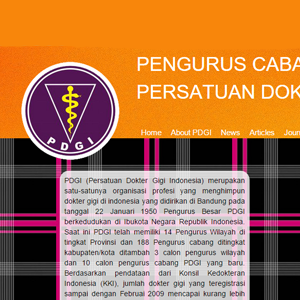 PENGURUS CABA
PERSATUAN DOK
PDGI
Home About PDGI News Articles Jour
PDGI (Persatuan Dokter Gigi Indonesia) merupakan
satu-satunya organisasi profesi yang menghimpun
dokter gigi di indonesia yang didirikan di Bandung pada
tanggal 22 Januari 1950 Pengurus Besar PDGI
berkedudukan di Ibukota Negara Republik Indonesia.
Saat ini PDGI telah memiliki 14 Pengurus Wilayah di
tingkat Provinsi dan 188 Pengurus cabang ditingkat
kabupaten/kota ditambah 3 calon pengurus wilayah
dan 10 calon pengurus cabang PDGI yang baru.
Berdasarkan pendataan dari Konsil Kedokteran
Indonesia (KKI), jumlah dokter gigi yang teregistrasi
sampai dengan Februai 2009 mencapai kurang lebih